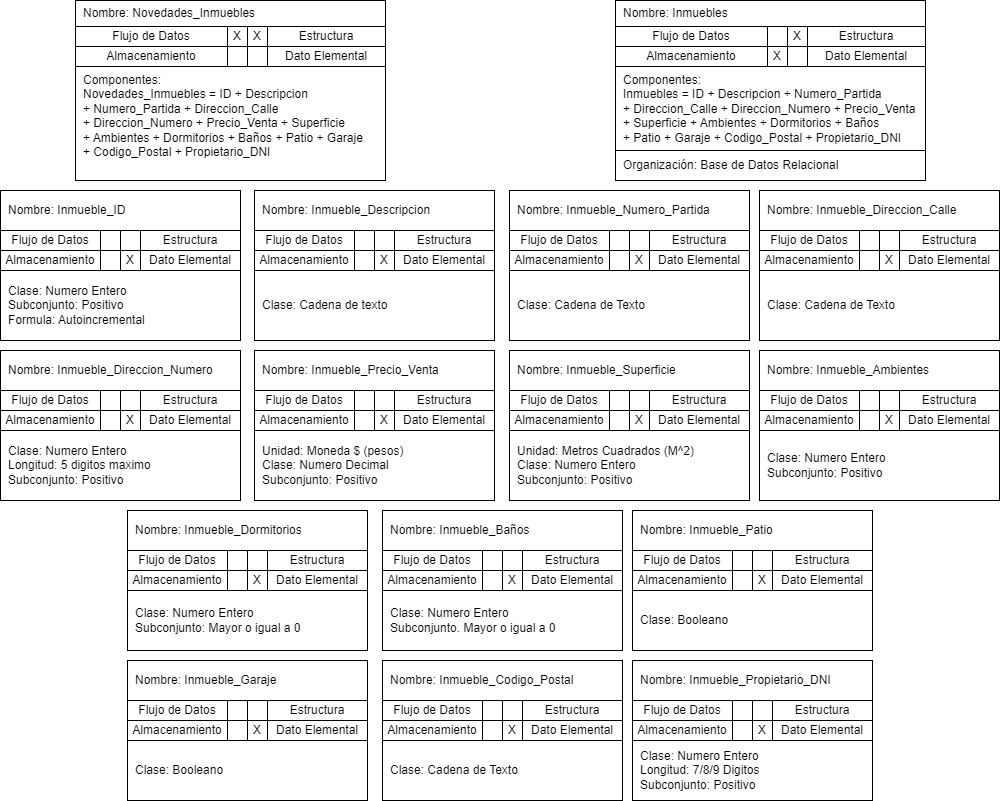 Nombre: Novedades_Inmuebles
Flujo de Datos X X Estructura
Almacenamiento Dato Elemental
Componentes:
Novedades_Inmuebles = ID + Descripcion
+ Numero_Partida + Direccion_Calle
+ Direccion_Numero + Precio_Venta + Superficie
+ Ambientes + Dormitorios + Baños + Patio + Garaje
+ Codigo_Postal + Propietario_DNI
Nombre: Inmuebles
Flujo de Datos X Estructura
Almacenamiento X Dato Elemental
Componentes:
Inmuebles = ID + Descripcion + Numero_Partida
+ Direccion_Calle + Direccion_Numero + Precio_Venta
+ Superficie + Ambientes + Dormitorios + Baños
+ Patio + Garaje + Codigo_Postal + Propietario_DNI
Organización: Base de Datos Relacional
Nombre: Inmueble_ID
Flujo de Datos Estructura
Almacenamiento X Dato Elemental
Clase: Numero Entero
Subconjunto: Positivo
Formula: Autoincremental
Nombre: Inmueble_Descripcion
Flujo de Datos Estructura
Almacenamiento X Dato Elemental
Clase: Cadena de texto
Nombre: Inmueble_Numero_Partida
Flujo de Datos Estructura
Almacenamiento X Dato Elemental
Clase: Cadena de Texto
Nombre: Inmueble_Direccion_Calle
Flujo de Datos Estructura
Almacenamiento X Dato Elemental
Clase: Cadena de Texto
Nombre: Inmueble_Direccion_Numero
Flujo de Datos Estructura
Almacenamiento X Dato Elemental
Clase: Numero Entero
Longitud: 5 digitos maximo
Subconjunto: Positivo
Nombre: Inmueble_Precio_Venta
Flujo de Datos Estructura
Almacenamiento X Dato Elemental
Unidad: Moneda $ (pesos)
Clase: Numero Decimal
Subconjunto: Positivo
Nombre: Inmueble_Superficie
Flujo de Datos Estructura
Almacenamiento X Dato Elemental
Unidad: Metros Cuadrados (M^2)
Clase: Numero Entero
Subconjunto: Positivo
Nombre: Inmueble_Ambientes
Flujo de Datos Estructura
Almacenamiento X Dato Elemental
Clase: Numero Entero
Subconjunto: Positivo
Nombre: Inmueble_Dormitorios
Flujo de Datos Estructura
Almacenamiento X Dato Elemental
Clase: Numero Entero
Subconjunto: Mayor o igual a 0
Nombre: Inmueble_Baños
Flujo de Datos Estructura
Almacenamiento X Dato Elemental
Clase: Numero Entero
Subconjunto. Mayor o igual a 0
Nombre: Inmueble_Patio
Flujo de Datos Estructura
Almacenamiento X Dato Elemental
Clase: Booleano
Nombre: Inmueble_Garaje
Flujo de Datos Estructura
Almacenamiento X Dato Elemental
Clase: Booleano
Nombre: Inmueble_Codigo_Postal
Flujo de Datos Estructura
Almacenamiento X Dato Elemental
Clase: Cadena de Texto
Nombre: Inmueble_Propietario_DNI
Flujo de Datos Estructura
Almacenamiento X Dato Elemental
Clase: Numero Entero
Longitud: 7/8/9 Digitos
Subconjunto: Positivo